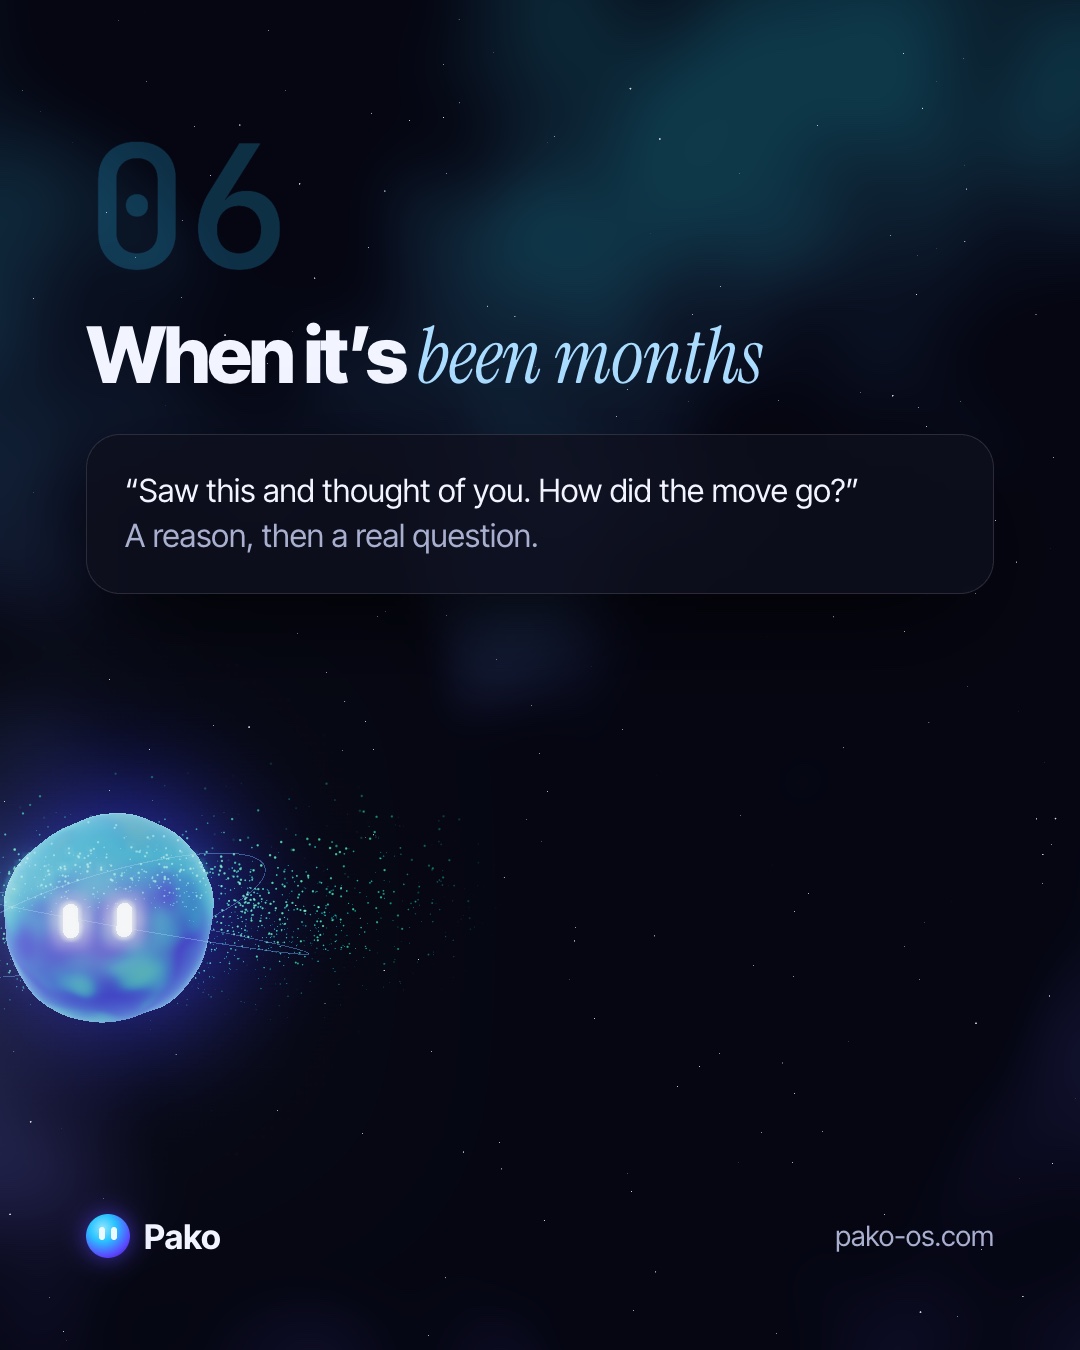 06
When it’s been months
“Saw this and thought of you. How did the move go?”
A reason, then a real question.
Pako
pako-os.com